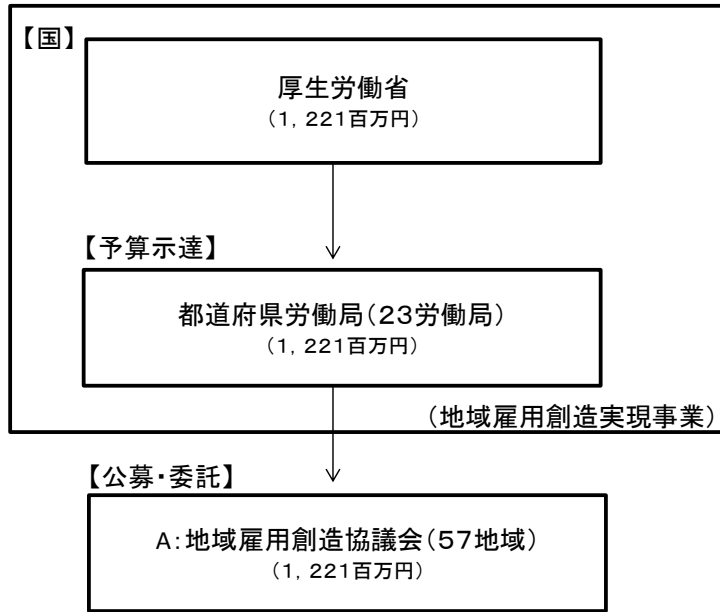 【国】
厚生労働省
（１，２２１百万円）
【予算示達】
都道府県労働局（２３労働局）
（１，２２１百万円）
（地域雇用創造実現事業）
【公募・委託】
A：地域雇用創造協議会（５７地域）
（１，２２１百万円）